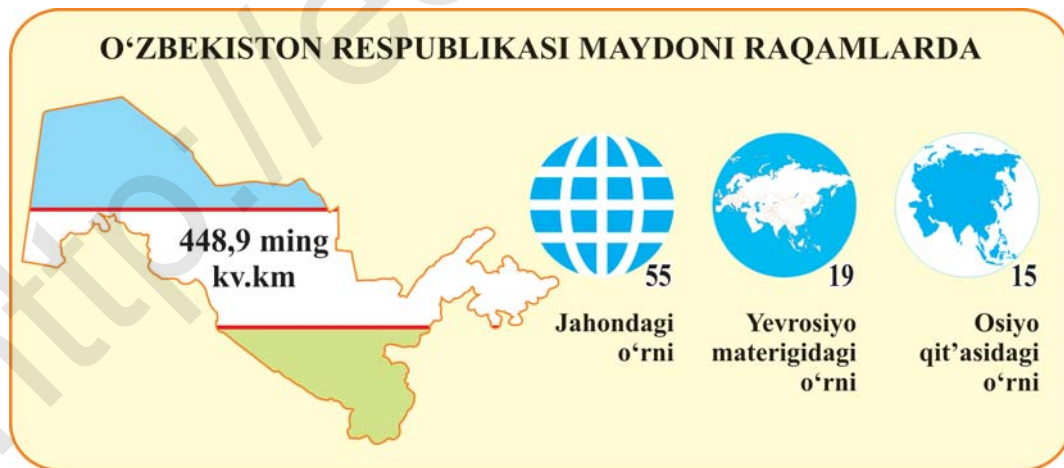 O‘ZBEKISTON RESPUBLIKASI MAYDONI RAQAMLARDA
448,9 ming
kv.km
55
Jahondagi
o‘rni
19
Yevrosiyo
materigidagi
o‘rni
15
Osiyo
qit’asidagi
o‘rni
http://e